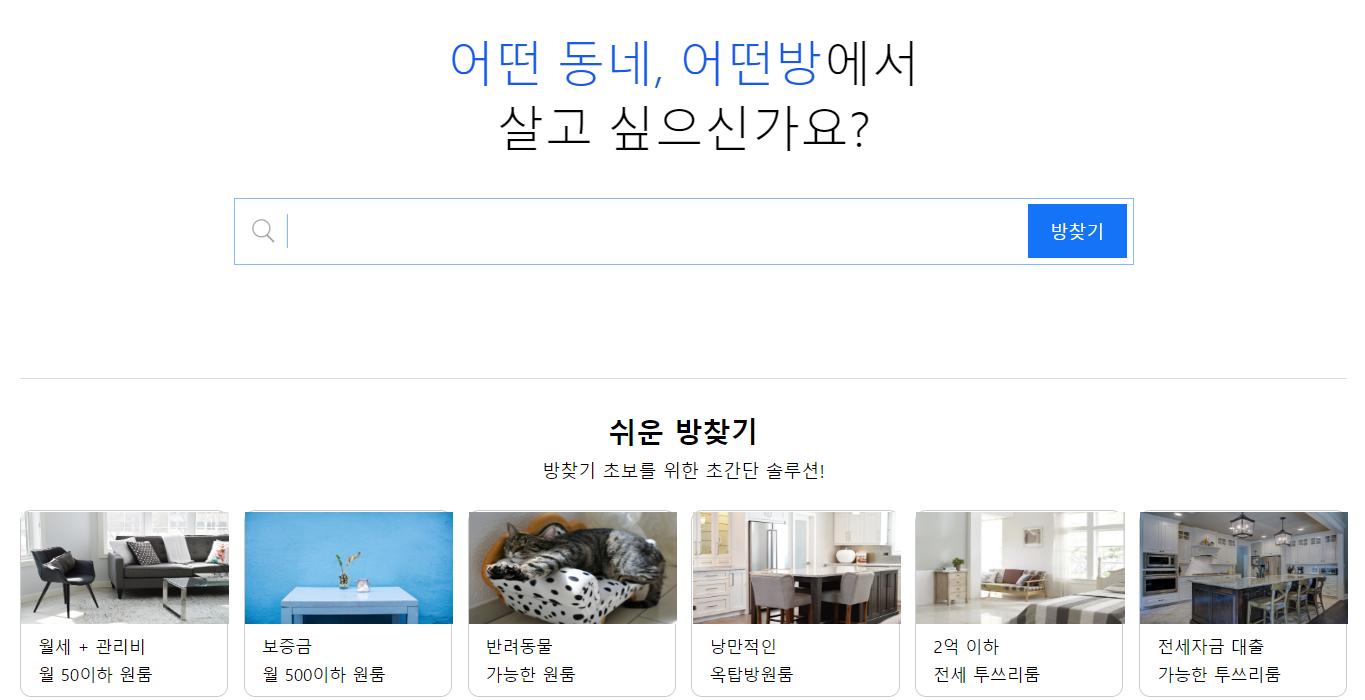 어떤 동네, 어떤방에서
살고 싶으신가요?
방찾기
쉬운 방찾기
방찾기 초보를 위한 초간단 솔루션!
월세 + 관리비
월 50이하 원룸
보증금
월 500이하 원룸
반려동물
가능한 원룸
낭만적인
옥탑방원룸
2억 이하
전세 투쓰리룸
전세자금 대출
가능한 투쓰리룸